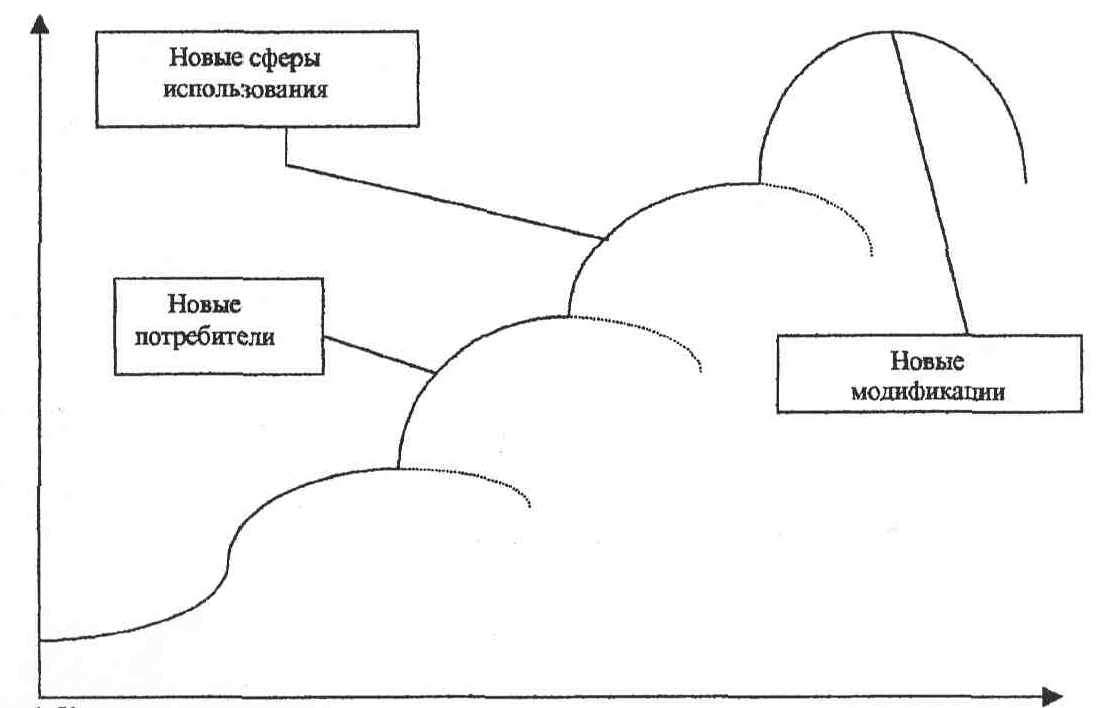 Новые сферы
использования
Новые
потребители
Новые
модификации